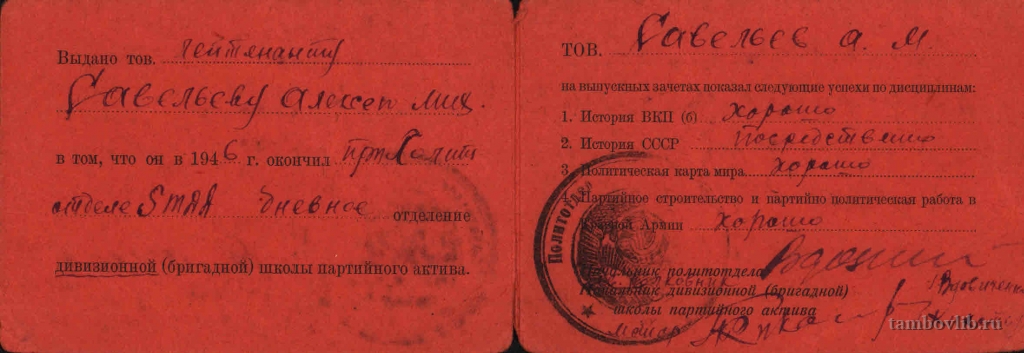 Выдано тов. лейтенанту
Савельеву Алексею Мих.
в том, что он в 1946 г. окончил при
отделе дневное отделение
дивизионной (бригадной) школы партийного актива.
ТОВ. Савельев А. М.
на выпускных зачетах показал следующие успехи по дисциплинам:
1. История ВКП (б) хорошо
2. История СССР посредственно
3 Политическая карта мира хорошо
4. Партийное строительство и партийно политическая работа в
Красной Армии хорошо
Политотдел
Начальник политотдела
полковник
Начальник дивизионной (бригадной)
школы партийного актива
майор
tambovlib.ru